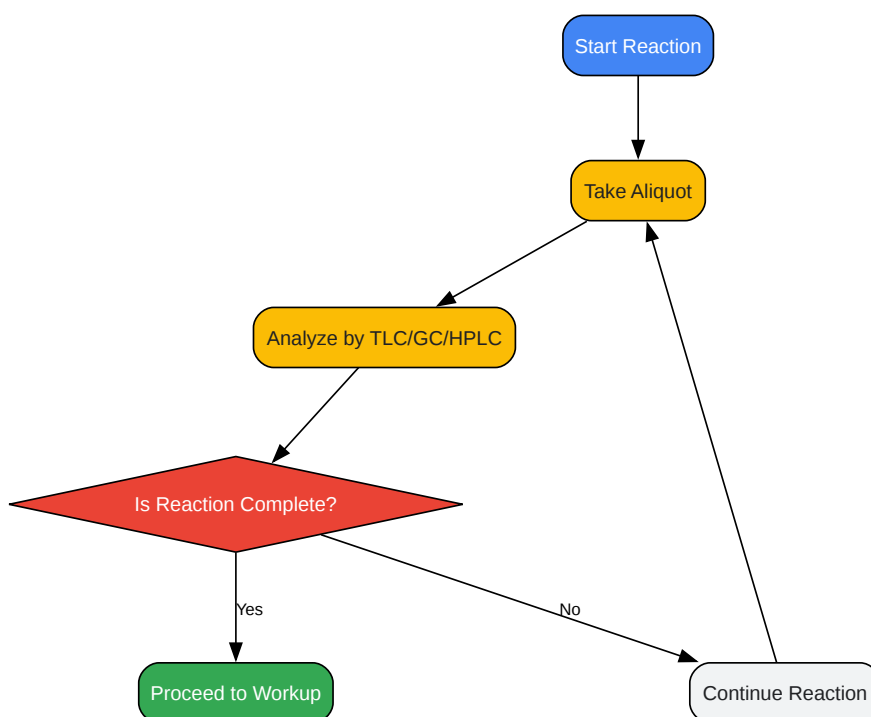 Start Reaction
Take Aliquot
Analyze by TLC/GC/HPLC
Is Reaction Complete?
Yes
No
Proceed to Workup
Continue Reaction